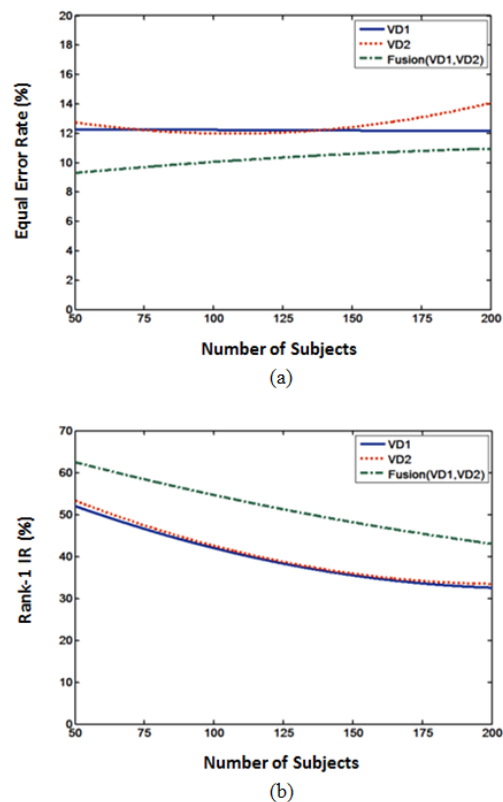 20
18
16
14
12
10
8
6
4
2
0
Equal Error Rate (%)
VD1
VD2
Fusion(VD1,VD2)
50 75 100 125 150 175 200
Number of Subjects
(a)
70
60
50
40
30
20
10
0
Rank-1 IR (%)
VD1
VD2
Fusion(VD1,VD2)
50 75 100 125 150 175 200
Number of Subjects
(b)